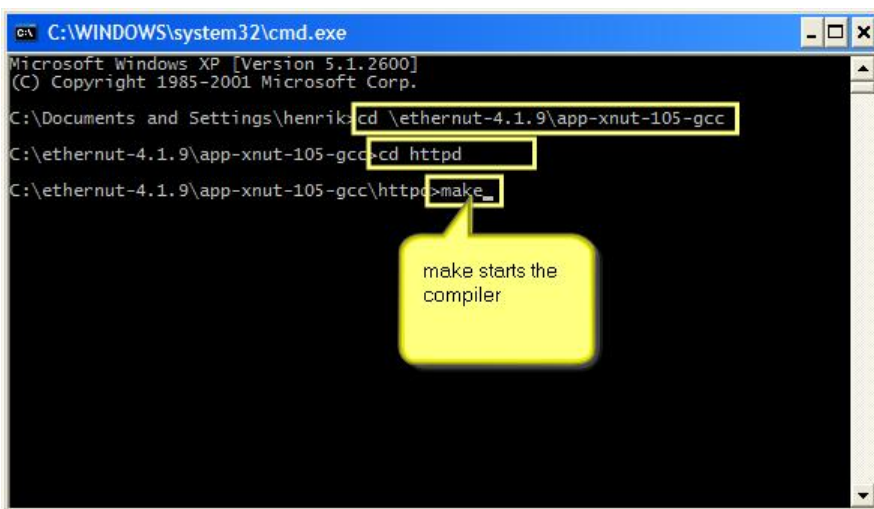 C:\WINDOWS\system32\cmd.exe
Microsoft Windows XP [Version 5.1.2600]
(C) Copyright 1985-2001 Microsoft Corp.
C:\Documents and Settings\henrik>cd \ethernut-4.1.9\app-xnut-105-gcc
C:\ethernut-4.1.9\app-xnut-105-gcc>cd httpd
C:\ethernut-4.1.9\app-xnut-105-gcc\httpd>make_
make starts the
compiler